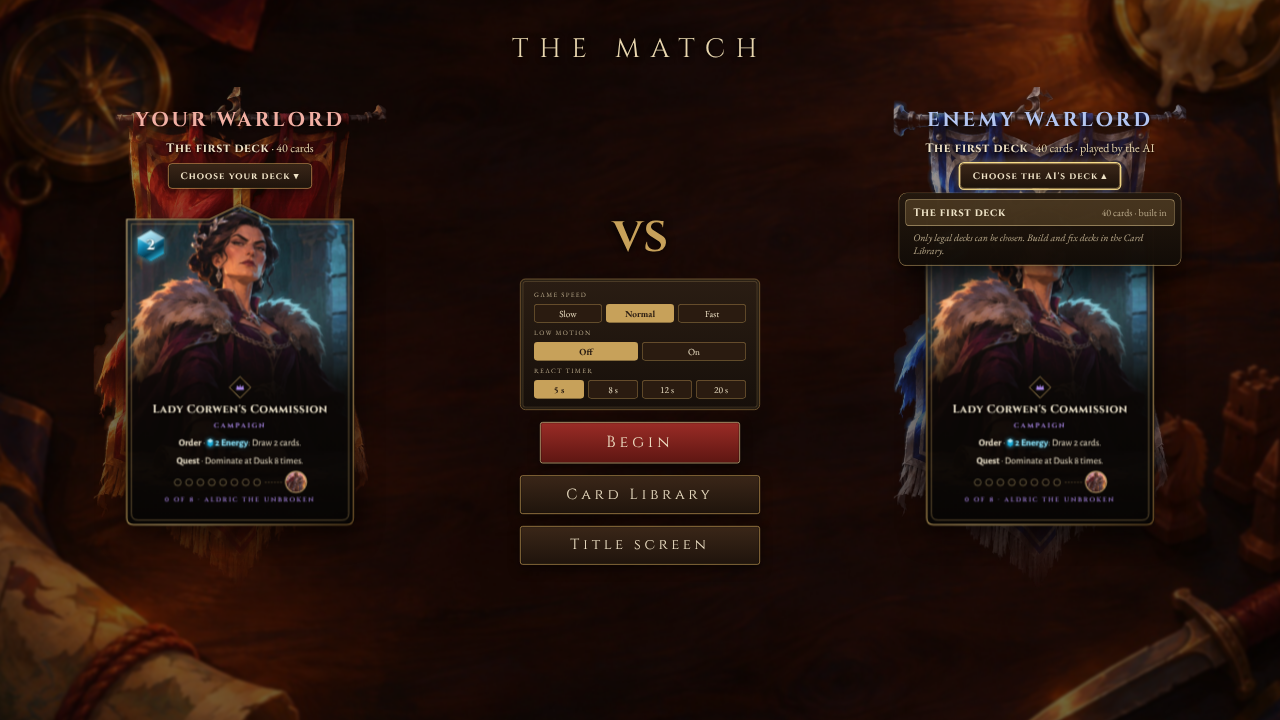 THE MATCH
YOUR WARLORD
THE FIRST DECK · 40 cards
CHOOSE YOUR DECK ▾
2
LADY CORWEN'S COMMISSION
CAMPAIGN
Order · 2 Energy: Draw 2 cards.
Quest · Dominate at Dusk 8 times.
0 OF 8 · ALDRIC THE UNBROKEN
VS
GAME SPEED
Slow Normal Fast
LOW MOTION
Off On
REACT TIMER
5 s 8 s 12 s 20 s
BEGIN
CARD LIBRARY
TITLE SCREEN
ENEMY WARLORD
THE FIRST DECK · 40 cards · played by the AI
CHOOSE THE AI'S DECK ▴
THE FIRST DECK 40 cards · built in
Only legal decks can be chosen. Build and fix decks in the Card
Library.
LADY CORWEN'S COMMISSION
CAMPAIGN
Order · 2 Energy: Draw 2 cards.
Quest · Dominate at Dusk 8 times.
0 OF 8 · ALDRIC THE UNBROKEN